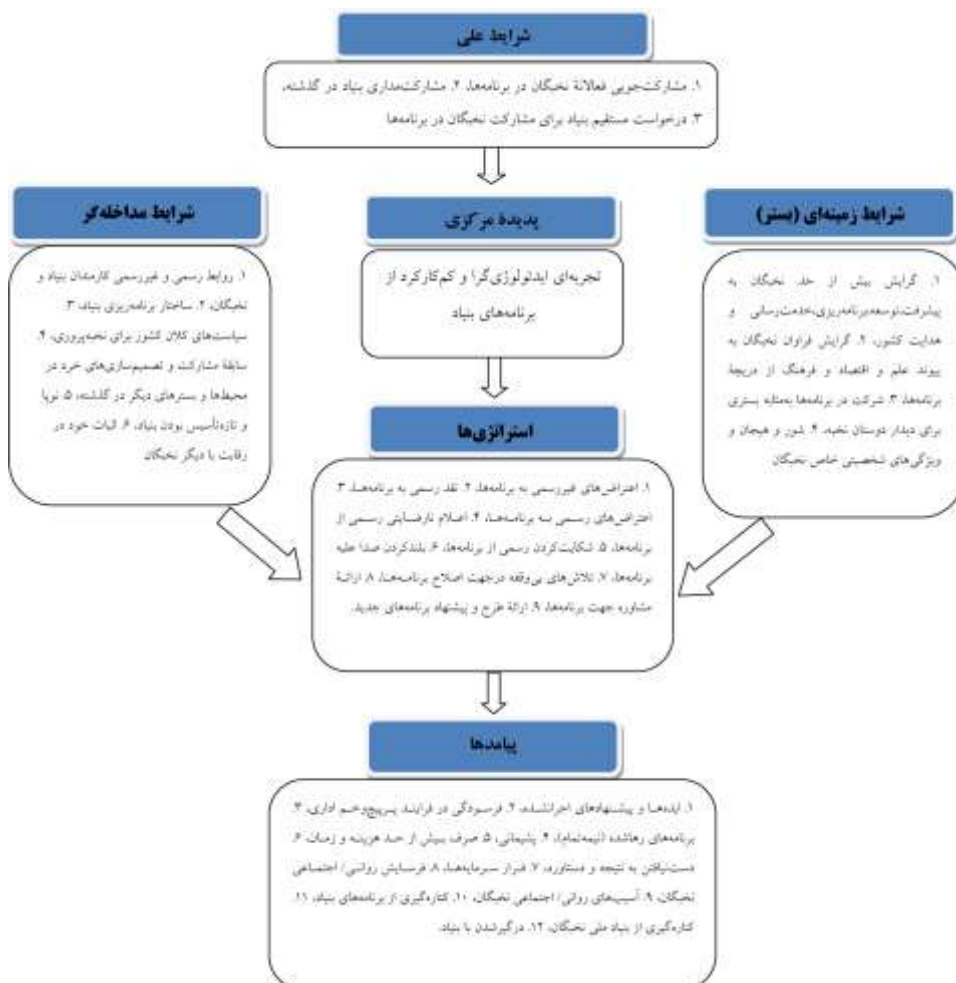 شرایط علی
۱. مشارکت‌جویی فعالانهٔ نخبگان در برنامه‌ها، ۲. مشارکت‌مداری بنیاد در گذشته،
۳. درخواست مستقیم بنیاد برای مشارکت نخبگان در برنامه‌ها
شرایط زمینه‌ای (بستر)
۱. گرایش بیش از حد نخبگان به
پیشرفت،توسعه،برنامه‌ریزی،خدمت‌رسانی و
هدایت کشور، ۲. گرایش فراوان نخبگان به
پیوند علم و اقتصاد و فرهنگ از دریچهٔ
برنامه‌ها، ۳. شرکت در برنامه‌ها به‌مثابه بستری
برای دیدار دوستان نخبه، ۴. شور و هیجان و
ویژگی‌های شخصیتی خاص نخبگان
پدیدهٔ مرکزی
تجربه‌ای ایدئولوژی‌گرا و کم‌کارکرد از
برنامه‌های بنیاد
شرایط مداخله‌گر
۱. روابط رسمی و غیررسمی کارمندان بنیاد و
نخبگان، ۲. ساختار برنامه‌ریزی بنیاد، ۳.
سیاست‌های کلان کشور برای نخبه‌پروری، ۴.
سابقهٔ مشارکت و تصمیم‌سازی‌های خرد در
محیط‌ها و بسترهای دیگر در گذشته، ۵. نوپا
و تازه‌تأسیس بودن بنیاد، ۶. اثبات خود در
رقابت با دیگر نخبگان
استراتژی‌ها
۱. اعتراض‌های غیررسمی به برنامه‌ها، ۲. نقد رسمی به برنامه‌ها، ۳.
اعتراض‌های رسمی به برنامه‌ها، ۴. اعلام نارضایتی رسمی از
برنامه‌ها، ۵. شکایت‌کردن رسمی از برنامه‌ها، ۶. بلندکردن صدا علیه
برنامه‌ها، ۷. تلاش‌های بی‌وقفه درجهت اصلاح برنامه‌ها، ۸. ارائهٔ
مشاوره جهت برنامه‌ها، ۹. ارائهٔ طرح و پیشنهاد برنامه‌های جدید.
پیامدها
۱. ایده‌ها و پیشنهادهای اجرانشده، ۲. فرسودگی در فرایند پرپیچ‌وخم اداری، ۳.
برنامه‌های رهاشده (نیمه‌تمام)، ۴. پشیمانی، ۵. صرف بیش از حد هزینه و زمان، ۶.
دست‌نیافتن به نتیجه و دستاورد، ۷. فرار سرمایه‌ها، ۸. فرسایش روانی/ اجتماعی
نخبگان، ۹. آسیب‌های روانی/ اجتماعی نخبگان، ۱۰. کناره‌گیری از برنامه‌های بنیاد، ۱۱.
کناره‌گیری از بنیاد ملی نخبگان، ۱۲. درگیرشدن با بنیاد.